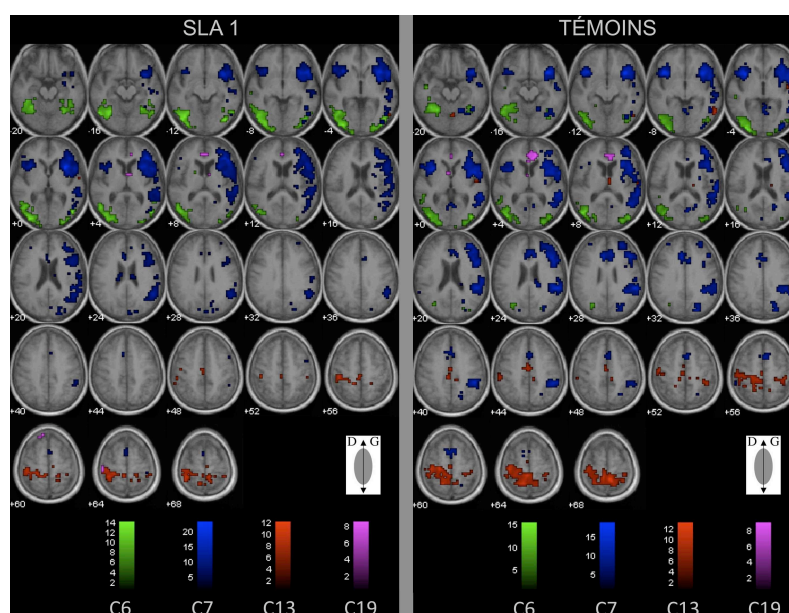 SLA 1
TÉMOINS
-20 -16 -12 -8 -4
-20 -16 -12 -8 -4
+0 +4 +8 +12 +16
+0 +4 +8 +12 +16
+20 +24 +28 +32 +36
+20 +24 +28 +32 +36
+40 +44 +48 +52 +56
+40 +44 +48 +52 +56
+60 +64 +68
D G
+60 +64 +68
D G
14 12 10 8 6 4 2
20 15 10 5
12 10 8 6 4 2
8 6 4 2
15 10 5
15 10 5
12 10 8 6 4 2
8 6 4 2
C6 C7 C13 C19
C6 C7 C13 C19